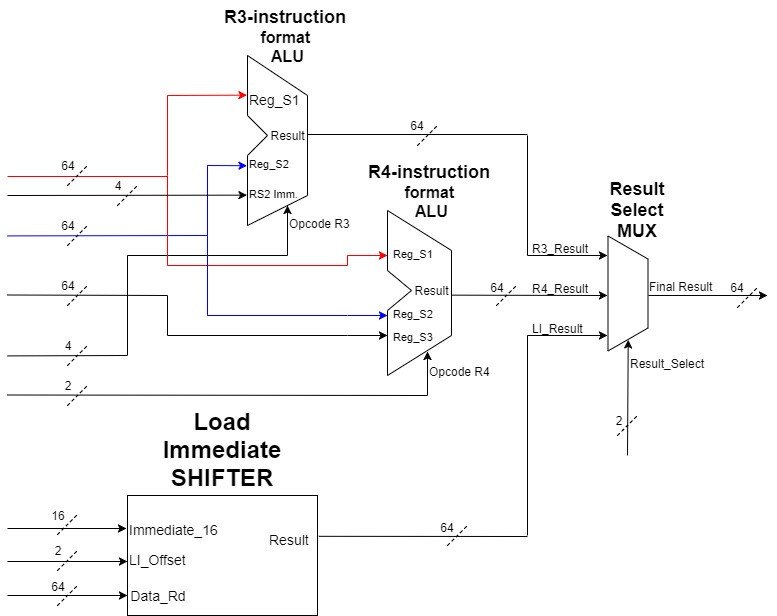 R3-instruction
format
ALU
Reg_S1
Result
Reg_S2
RS2 Imm.
Opcode R3
64
64
4
64
64
4
2
R4-instruction
format
ALU
Reg_S1
Result
Reg_S2
Reg_S3
Opcode R4
64
Result
Select
MUX
R3_Result
R4_Result
LI_Result
Final Result
64
Result_Select
2
Load
Immediate
SHIFTER
16
Immediate_16
2
LI_Offset
64
Data_Rd
Result
64